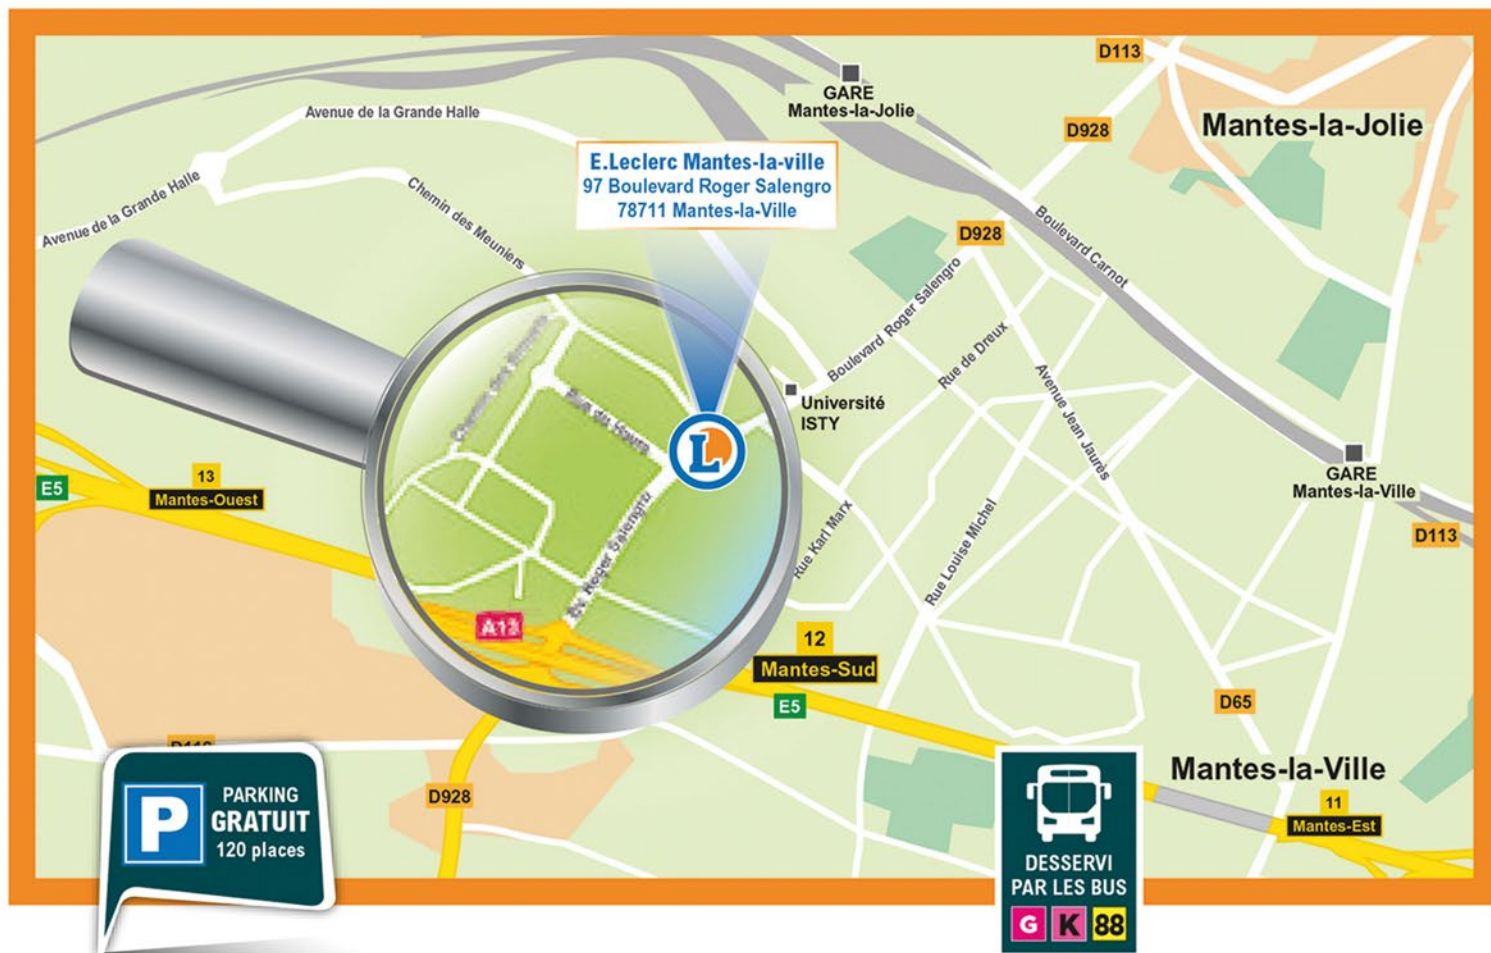 D113
GARE
Mantes-la-Jolie
Avenue de la Grande Halle
D928
Mantes-la-Jolie
E.Leclerc Mantes-la-ville
97 Boulevard Roger Salengro
78711 Mantes-la-Ville
Avenue de la Grande Halle
Chemin des Meuniers
D928
Boulevard Carnot
Boulevard Roger Salengro
Rue de Dreux
Avenue Jean Jaurès
Université
ISTY
L
GARE
Mantes-la-Ville
13
Mantes-Ouest
E5
Bv Roger Salengro
Rue Karl Marx
Rue Louise Michel
D113
A13
12
Mantes-Sud
E5
D65
Mantes-la-Ville
D928
11
Mantes-Est
P
PARKING
GRATUIT
120 places
DESSERVI
PAR LES BUS
G K 88